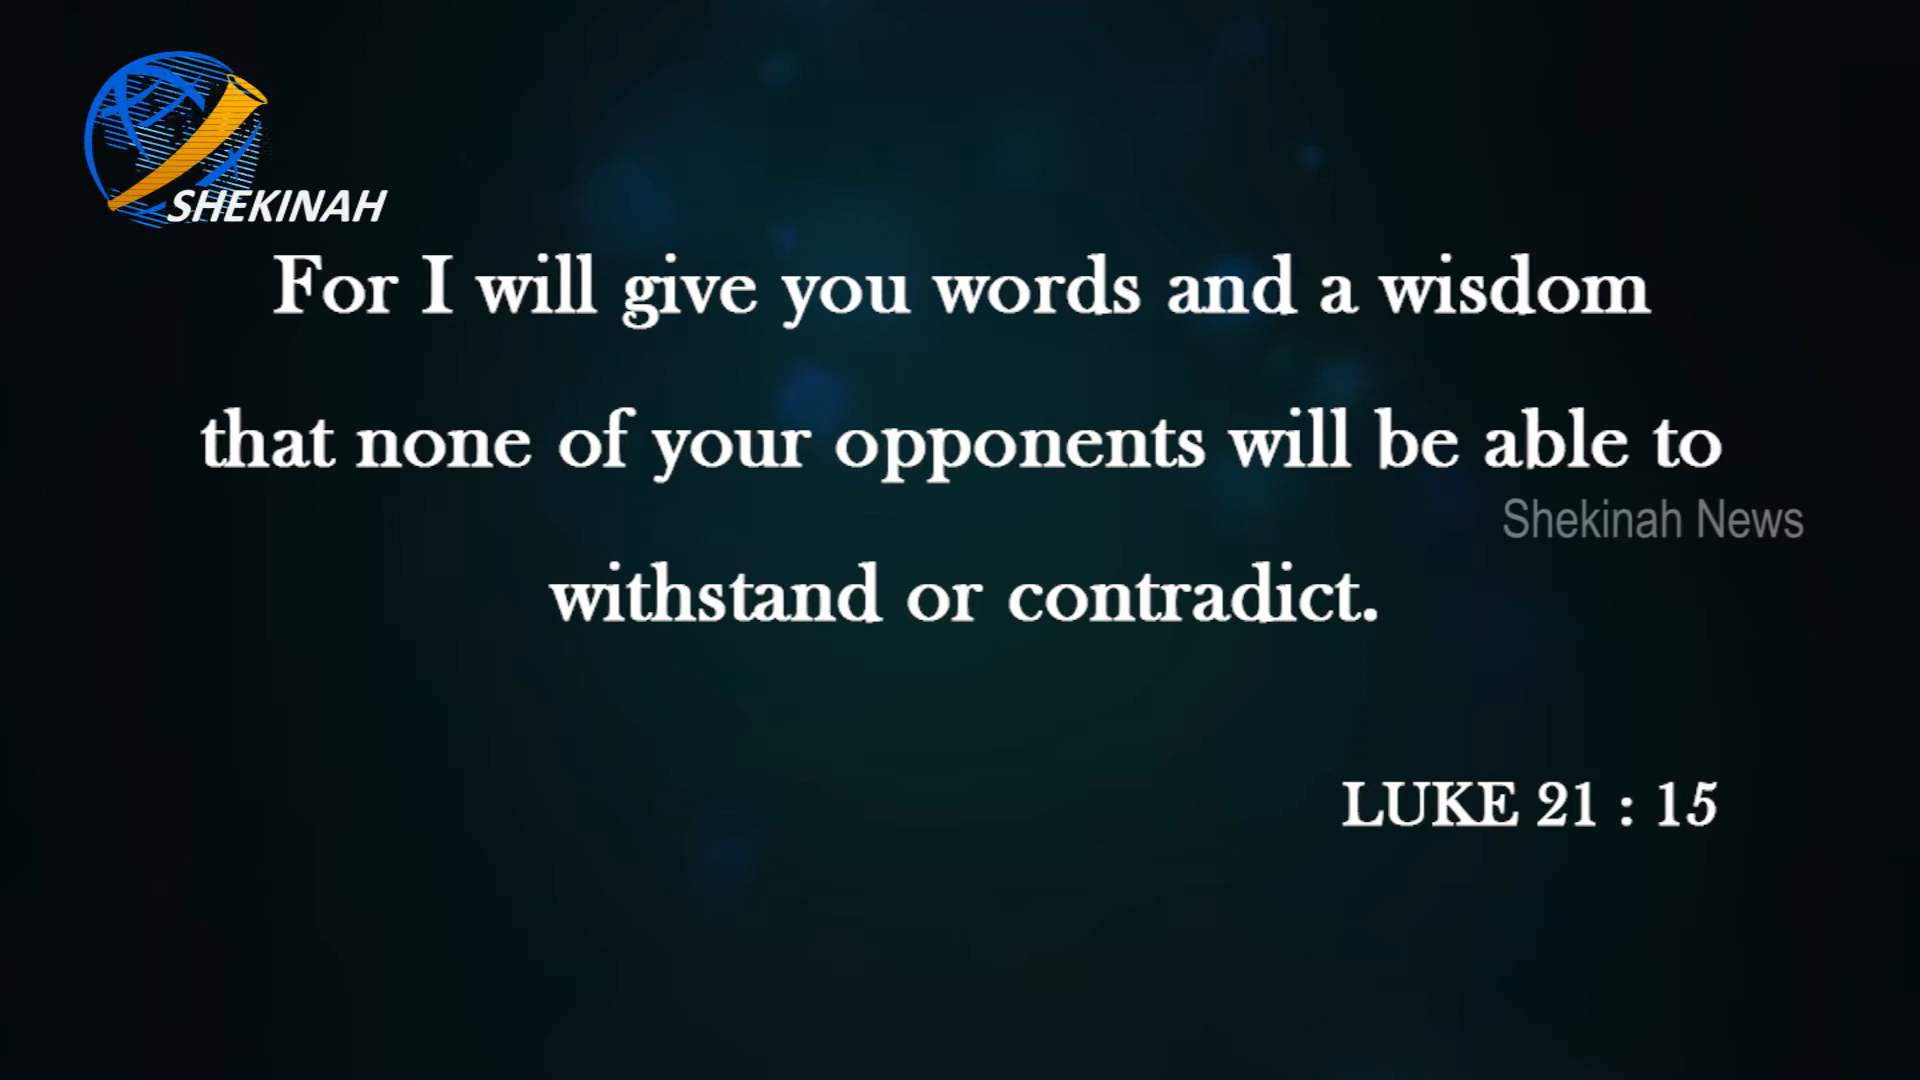 SHEKINAH
For I will give you words and a wisdom
that none of your opponents will be able to
Shekinah News
withstand or contradict.
LUKE 21 : 15